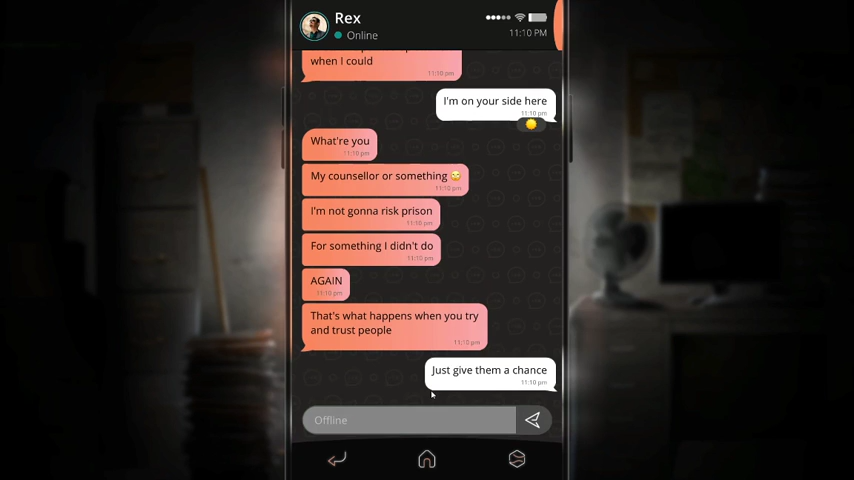 Rex
Online
11:10 PM
when I could
11:10 pm
I'm on your side here
11:10 pm
What're you
11:10 pm
My counsellor or something
11:10 pm
I'm not gonna risk prison
11:10 pm
For something I didn't do
11:10 pm
AGAIN
11:10 pm
That's what happens when you try
and trust people
11:10 pm
Just give them a chance
11:10 pm
Offline